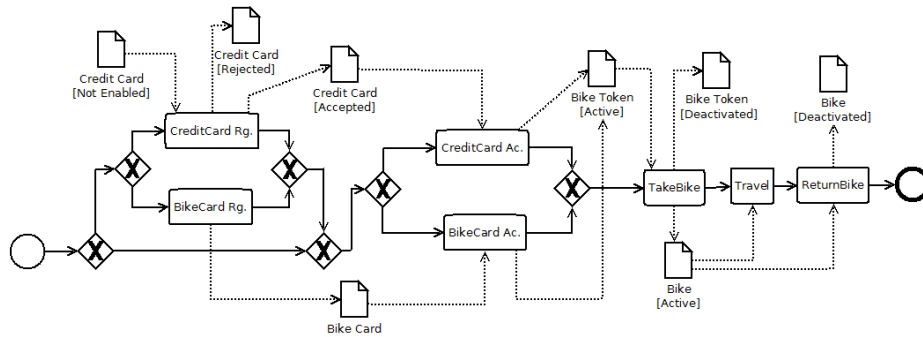 Credit Card
[Not Enabled]
Credit Card
[Rejected]
Credit Card
[Accepted]
Bike Token
[Active]
Bike Token
[Deactivated]
Bike
[Deactivated]
CreditCard Rg.
BikeCard Rg.
CreditCard Ac.
BikeCard Ac.
TakeBike
Travel
ReturnBike
Bike Card
Bike
[Active]